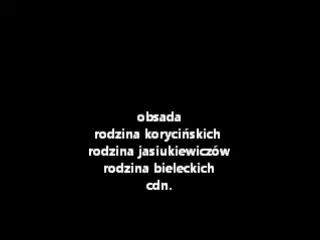 obsada
rodzina korycińskich
rodzina jasiukiewiczów
rodzina bieleckich
cdn.